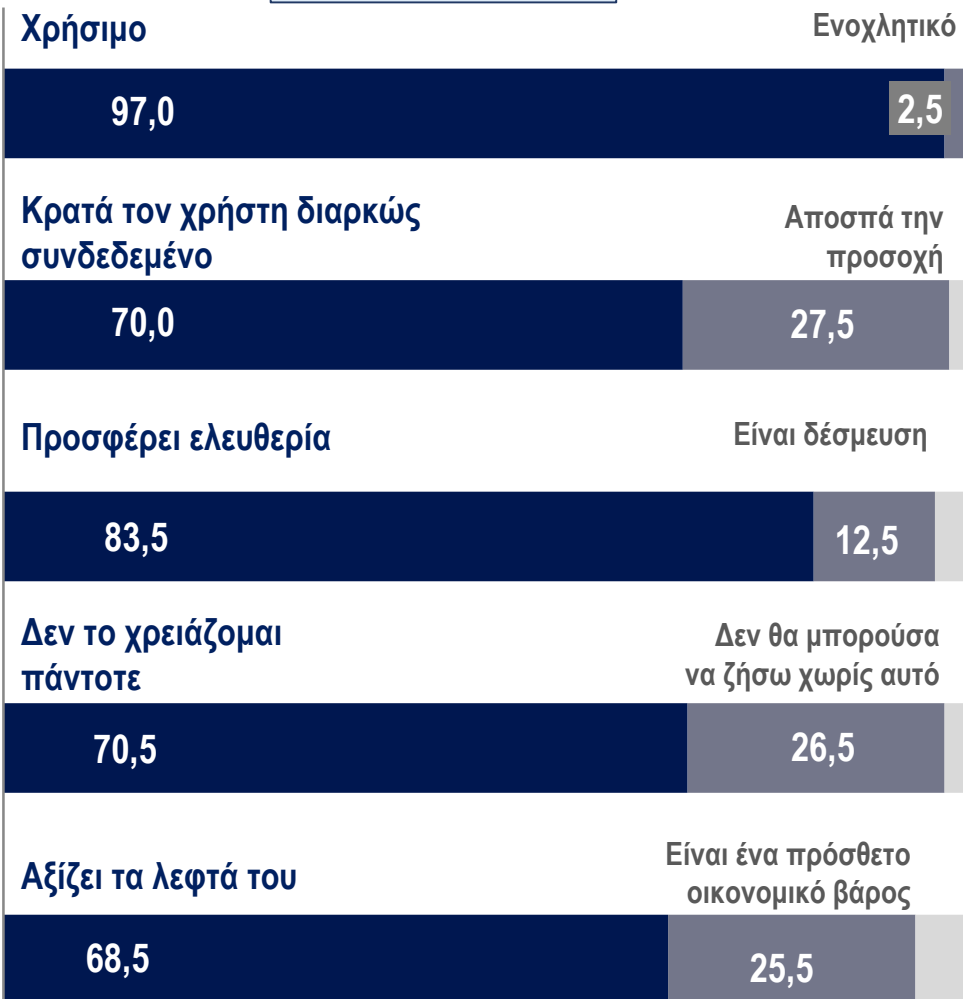 Χρήσιμο
Ενοχλητικό
97,0
2,5
Κρατά τον χρήστη διαρκώς
συνδεδεμένο
Αποσπά την
προσοχή
70,0
27,5
Προσφέρει ελευθερία
Είναι δέσμευση
83,5
12,5
Δεν το χρειάζομαι
πάντοτε
Δεν θα μπορούσα
να ζήσω χωρίς αυτό
70,5
26,5
Αξίζει τα λεφτά του
Είναι ένα πρόσθετο
οικονομικό βάρος
68,5
25,5